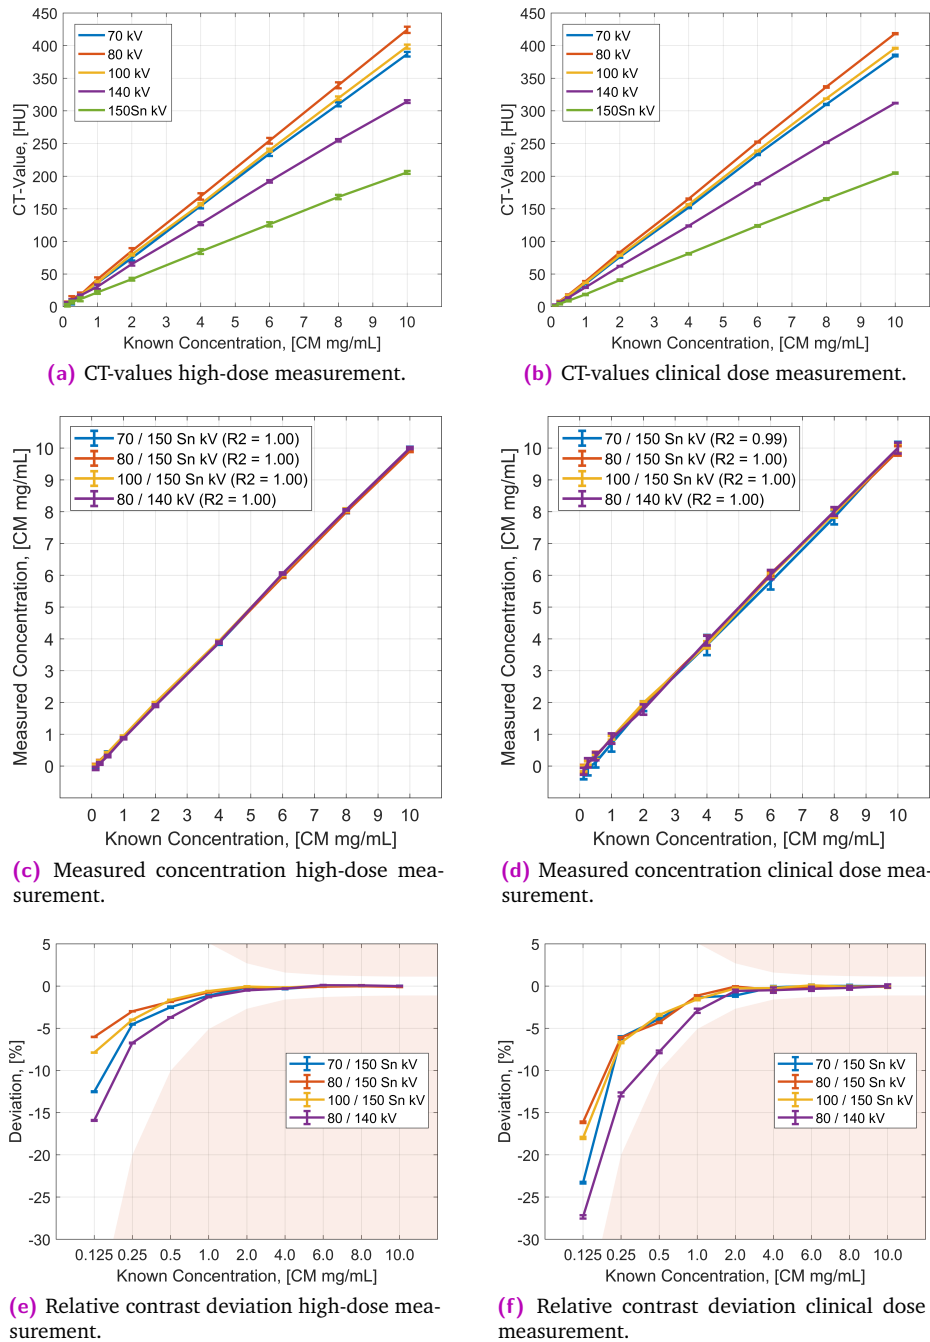 450
400
350
300
250
200
150
100
50
0
CT-Value, [HU]
70 kV
80 kV
100 kV
140 kV
150Sn kV
0 1 2 3 4 5 6 7 8 9 10
Known Concentration, [CM mg/mL]
(a) CT-values high-dose measurement.
450
400
350
300
250
200
150
100
50
0
CT-Value, [HU]
70 kV
80 kV
100 kV
140 kV
150Sn kV
0 1 2 3 4 5 6 7 8 9 10
Known Concentration, [CM mg/mL]
(b) CT-values clinical dose measurement.
10
9
8
7
6
5
4
3
2
1
0
Measured Concentration, [CM mg/mL]
70 / 150 Sn kV (R2 = 1.00)
80 / 150 Sn kV (R2 = 1.00)
100 / 150 Sn kV (R2 = 1.00)
80 / 140 kV (R2 = 1.00)
0 1 2 3 4 5 6 7 8 9 10
Known Concentration, [CM mg/mL]
(c) Measured concentration high-dose mea-
surement.
10
9
8
7
6
5
4
3
2
1
0
Measured Concentration, [CM mg/mL]
70 / 150 Sn kV (R2 = 0.99)
80 / 150 Sn kV (R2 = 1.00)
100 / 150 Sn kV (R2 = 1.00)
80 / 140 kV (R2 = 1.00)
0 1 2 3 4 5 6 7 8 9 10
Known Concentration, [CM mg/mL]
(d) Measured concentration clinical dose mea-
surement.
5
0
-5
-10
-15
-20
-25
-30
Deviation, [%]
70 / 150 Sn kV
80 / 150 Sn kV
100 / 150 Sn kV
80 / 140 kV
0.125 0.25 0.5 1.0 2.0 4.0 6.0 8.0 10.0
Known Concentration, [CM mg/mL]
(e) Relative contrast deviation high-dose mea-
surement.
5
0
-5
-10
-15
-20
-25
-30
Deviation, [%]
70 / 150 Sn kV
80 / 150 Sn kV
100 / 150 Sn kV
80 / 140 kV
0.125 0.25 0.5 1.0 2.0 4.0 6.0 8.0 10.0
Known Concentration, [CM mg/mL]
(f) Relative contrast deviation clinical dose
measurement.